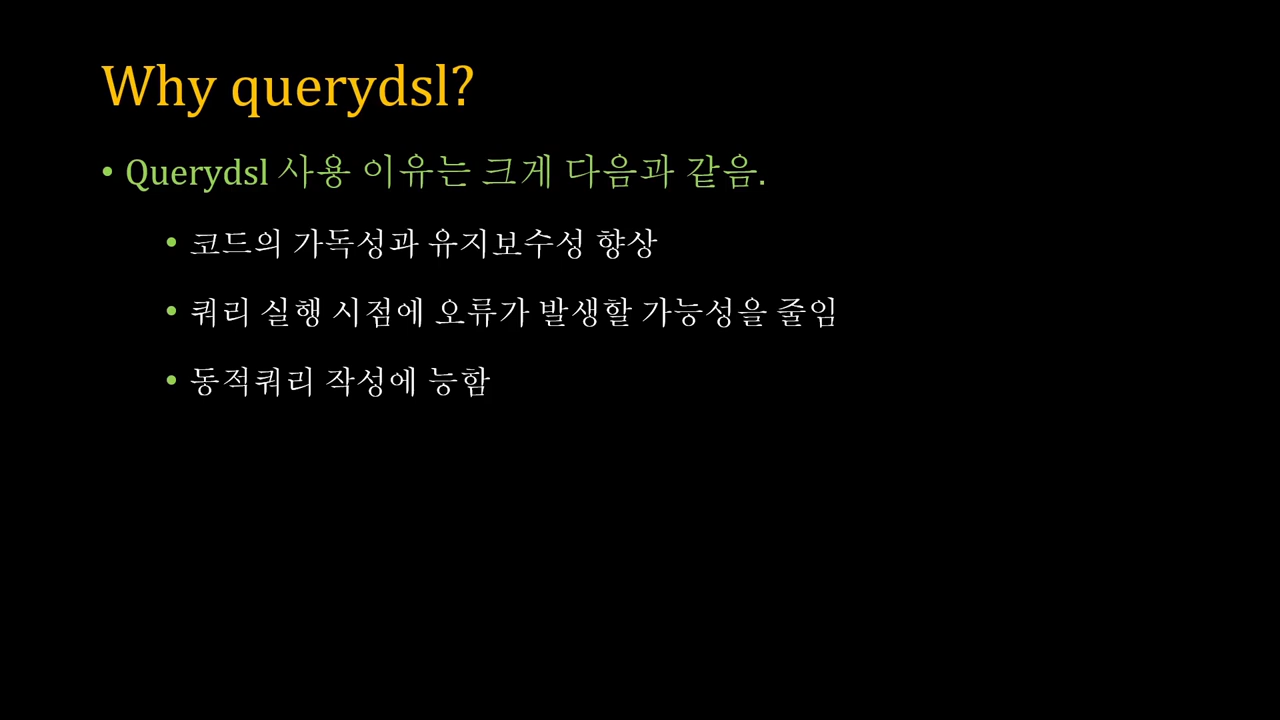 Why querydsl?
• Querydsl 사용 이유는 크게 다음과 같음.
• 코드의 가독성과 유지보수성 향상
• 쿼리 실행 시점에 오류가 발생할 가능성을 줄임
• 동적쿼리 작성에 능함